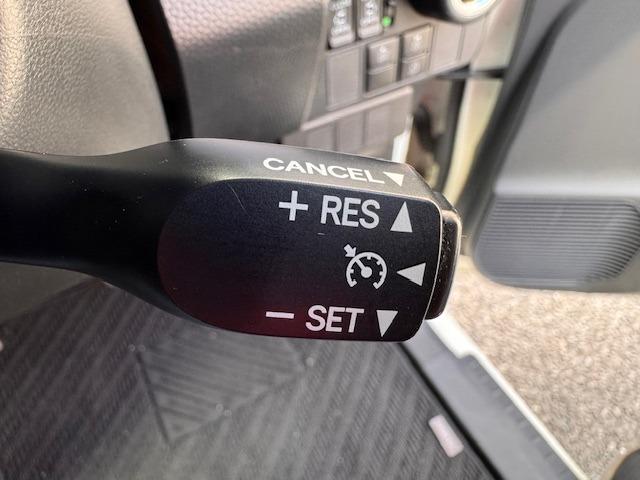 CANCEL▼
+ RES ▲
◀
− SET ▼